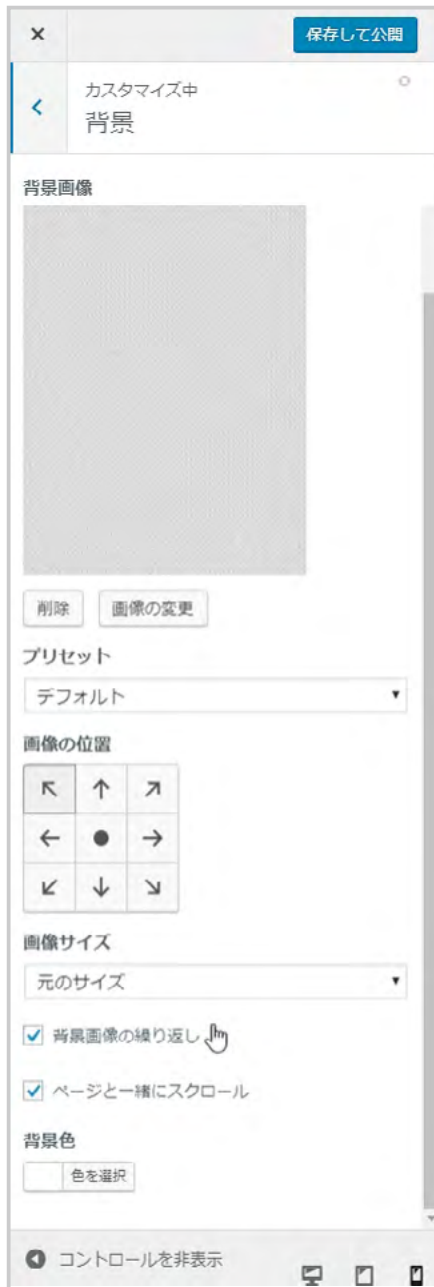 保存して公開
カスタマイズ中
背景
背景画像
削除 画像の変更
プリセット
デフォルト
画像の位置
画像サイズ
元のサイズ
背景画像の繰り返し
ページと一緒にスクロール
背景色
色を選択
コントロールを非表示